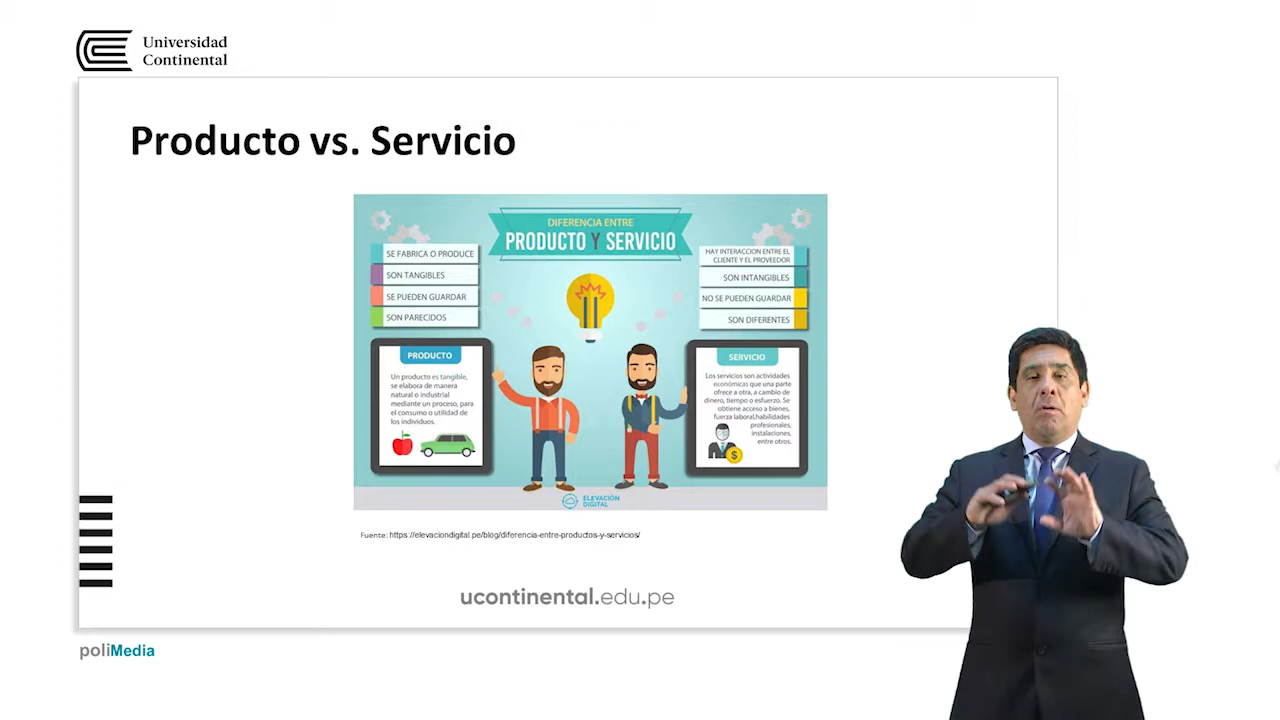 Universidad
Continental
Producto vs. Servicio
DIFERENCIA ENTRE
PRODUCTO Y SERVICIO
SE FABRICA O PRODUCE
SON TANGIBLES
SE PUEDEN GUARDAR
SON PARECIDOS
HAY INTERACCION ENTRE EL
CLIENTE Y EL PROVEEDOR
SON INTANGIBLES
NO SE PUEDEN GUARDAR
SON DIFERENTES
PRODUCTO
Un producto es tangible,
se elabora de manera
natural o industrial
mediante un proceso, para
el consumo o utilidad de
los individuos.
SERVICIO
Los servicios son actividades
económicas que una parte
ofrece a otra, a cambio de
dinero, tiempo o esfuerzo. Se
obtiene acceso a bienes,
fuerza laboral,habilidades
profesionales,
instalaciones,
entre otros.
$
ELEVACIÓN
DIGITAL
Fuente: https://elevaciondigital.pe/blog/diferencia-entre-productos-y-servicios/
ucontinental.edu.pe
poliMedia